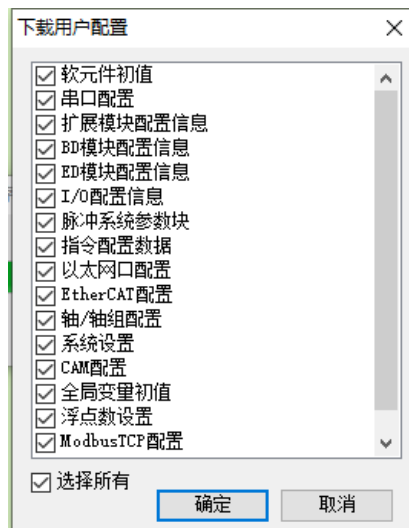 下载用户配置
软元件初值
串口配置
扩展模块配置信息
BD模块配置信息
ED模块配置信息
I/O配置信息
脉冲系统参数块
指令配置数据
以太网口配置
EtherCAT配置
轴/轴组配置
系统设置
CAM配置
全局变量初值
浮点数设置
ModbusTCP配置
选择所有
确定
取消